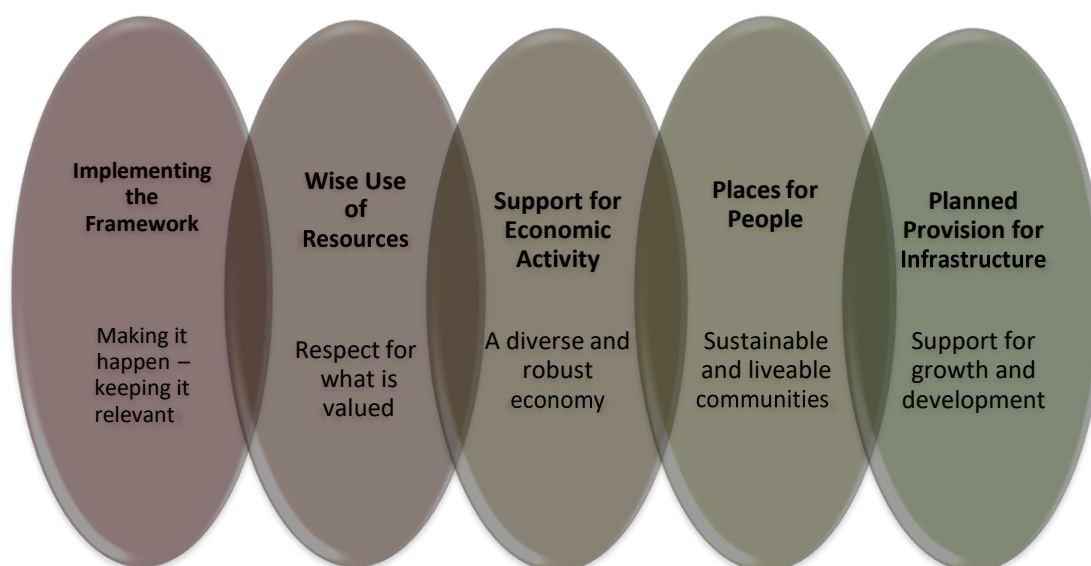 Implementing
the
Framework
Making it
happen –
keeping it
relevant
Wise Use
of
Resources
Respect for
what is
valued
Support for
Economic
Activity
A diverse and
robust
economy
Places for
People
Sustainable
and liveable
communities
Planned
Provision for
Infrastructure
Support for
growth and
development